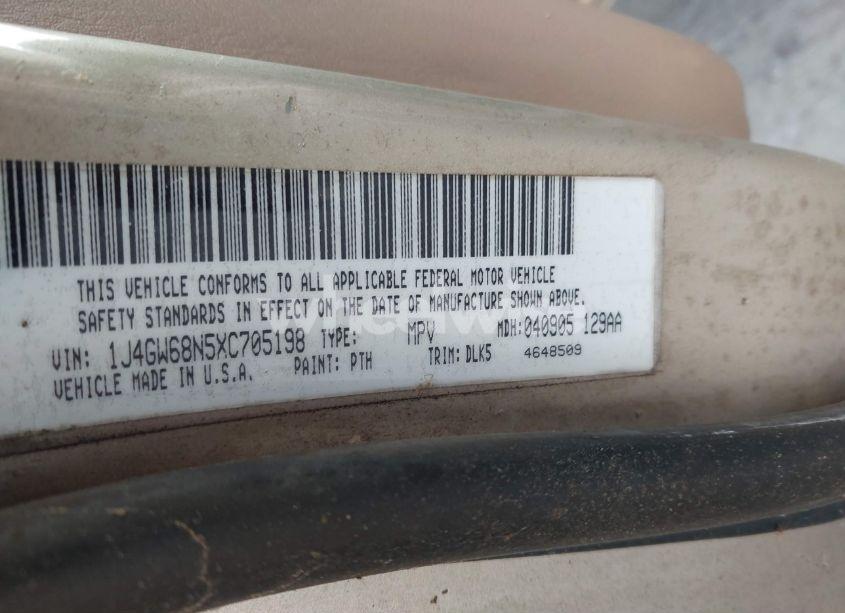 THIS VEHICLE CONFORMS TO ALL APPLICABLE FEDERAL MOTOR VEHICLE
SAFETY STANDARDS IN EFFECT ON THE DATE OF MANUFACTURE SHOWN ABOVE.
VIN: 1J4GW68N5XC705198 TYPE: MPV MDH:040905 129AA
VEHICLE MADE IN U.S.A. PAINT: PTH TRIM: DLK5 4648509